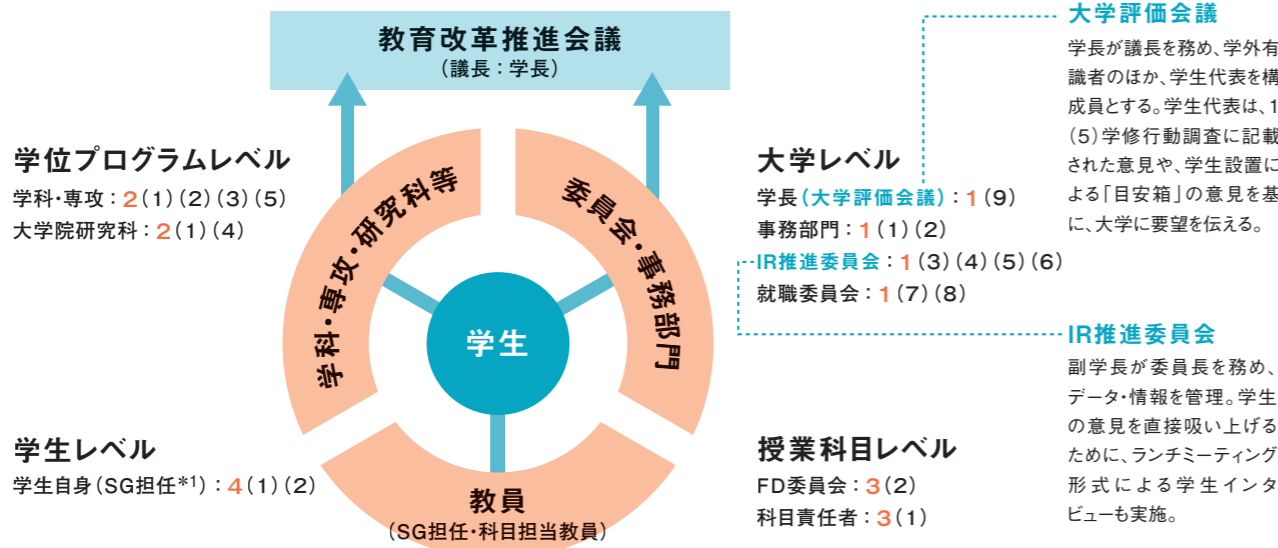 教育改革推進会議
(議長：学長)
学位プログラムレベル
学科・専攻：2(1)(2)(3)(5)
大学院研究科：2(1)(4)
学科・専攻・研究科等
委員会・事務部門
学生
教員
(SG担任・科目担当教員)
学生レベル
学生自身(SG担任*1)：4(1)(2)
大学レベル
学長(大学評価会議)：1(9)
事務部門：1(1)(2)
IR推進委員会：1(3)(4)(5)(6)
就職委員会：1(7)(8)
授業科目レベル
FD委員会：3(2)
科目責任者：3(1)
大学評価会議
学長が議長を務め、学外有
識者のほか、学生代表を構
成員とする。学生代表は、1
(5)学修行動調査に記載
された意見や、学生設置に
よる「目安箱」の意見を基
に、大学に要望を伝える。
IR推進委員会
副学長が委員長を務め、
データ・情報を管理。学生
の意見を直接吸い上げる
ために、ランチミーティング
形式による学生インタ
ビューも実施。